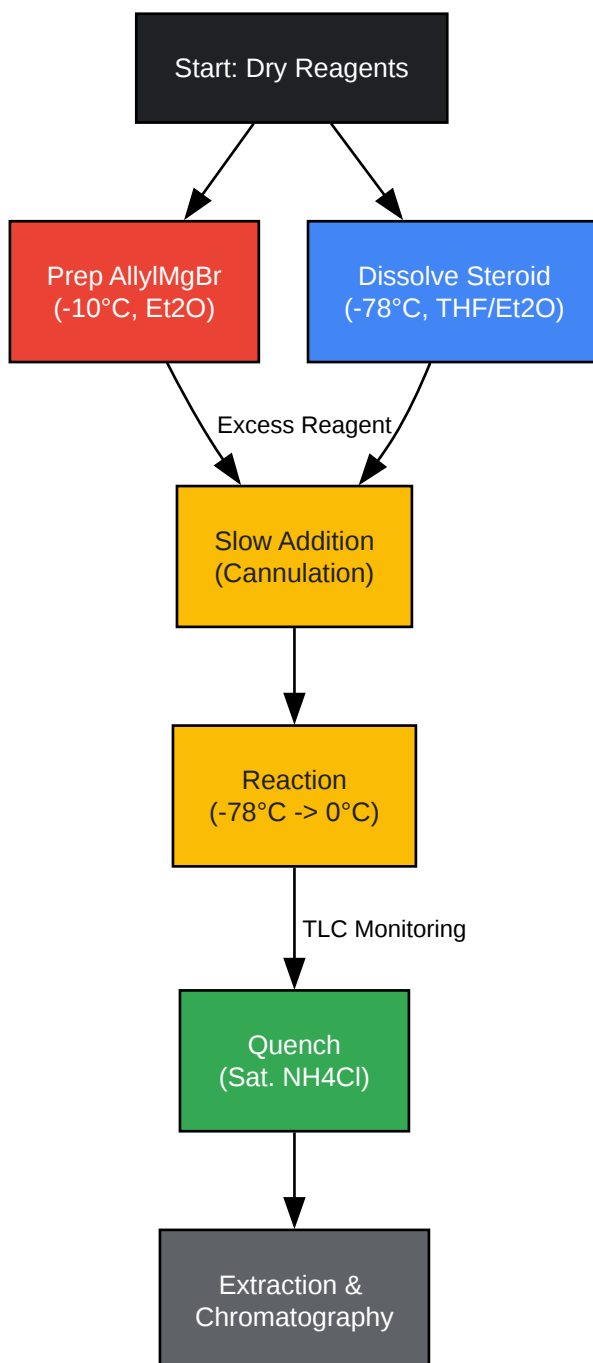 Start: Dry Reagents
Prep AllylMgBr
(-10°C, Et2O)
Dissolve Steroid
(-78°C, THF/Et2O)
Excess Reagent
Slow Addition
(Cannulation)
Reaction
(-78°C -> 0°C)
TLC Monitoring
Quench
(Sat. NH4Cl)
Extraction &
Chromatography